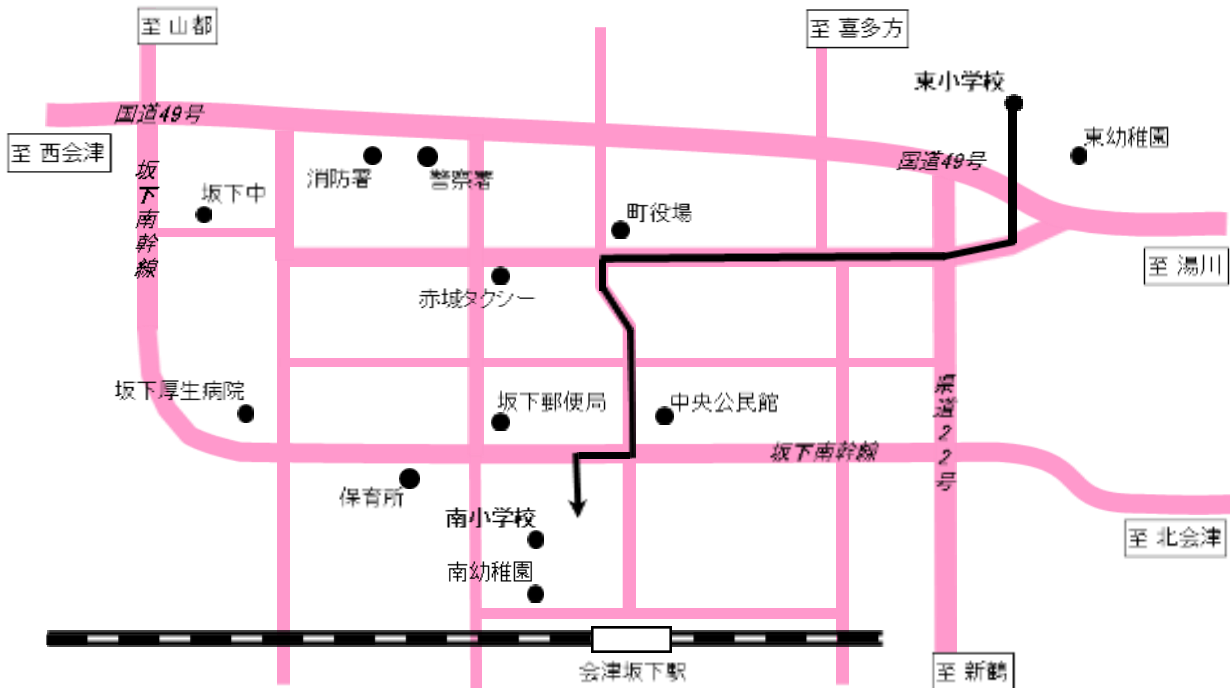 至 山都
至 喜多方
東小学校
国道49号
至 西会津
消防署
警察署
国道49号
東幼稚園
坂下南幹線
坂下中
町役場
至 湯川
赤城タクシー
坂下厚生病院
坂下郵便局
中央公民館
県道22号
坂下南幹線
保育所
南小学校
至 北会津
南幼稚園
会津坂下駅
至 新鶴